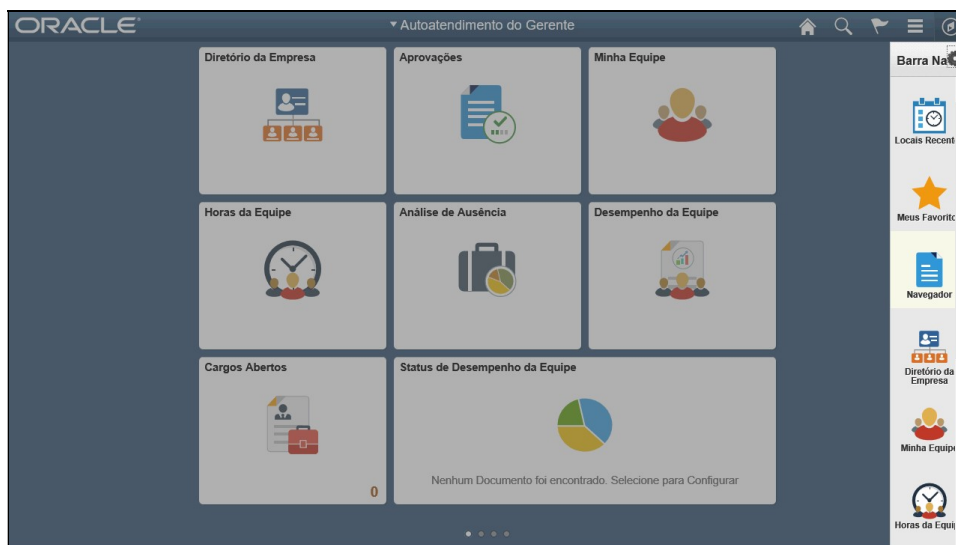 ORACLE
Autoatendimento do Gerente
Diretório da Empresa
Aprovações
Minha Equipe
Horas da Equipe
Análise de Ausência
Desempenho da Equipe
Cargos Abertos
0
Status de Desempenho da Equipe
Nenhum Documento foi encontrado. Selecione para Configurar
Barra Na
Locais Recent
Meus Favorito
Navegador
Diretório da
Empresa
Minha Equipe
Horas da Equi